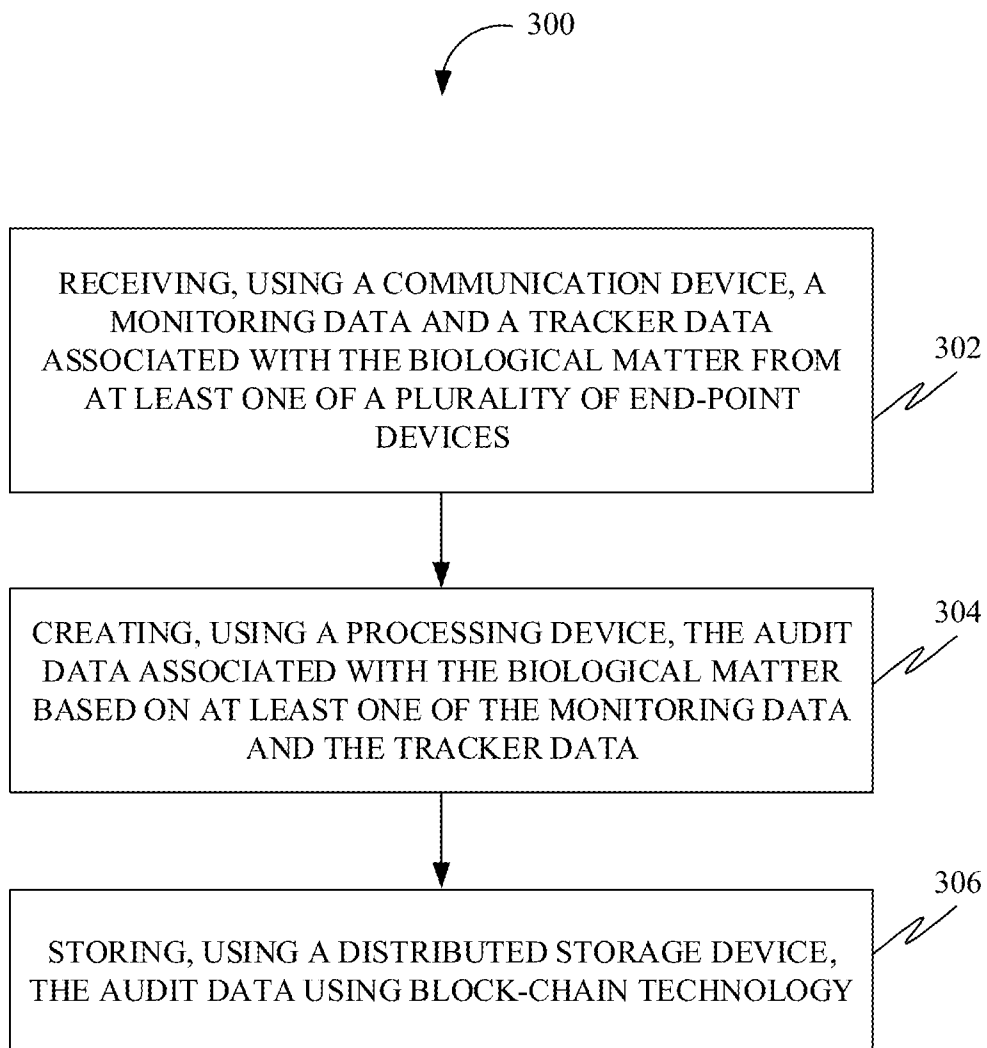 300
RECEIVING, USING A COMMUNICATION DEVICE, A
MONITORING DATA AND A TRACKER DATA
ASSOCIATED WITH THE BIOLOGICAL MATTER FROM
AT LEAST ONE OF A PLURALITY OF END-POINT
DEVICES
302
CREATING, USING A PROCESSING DEVICE, THE AUDIT
DATA ASSOCIATED WITH THE BIOLOGICAL MATTER
BASED ON AT LEAST ONE OF THE MONITORING DATA
AND THE TRACKER DATA
304
STORING, USING A DISTRIBUTED STORAGE DEVICE,
THE AUDIT DATA USING BLOCK-CHAIN TECHNOLOGY
306